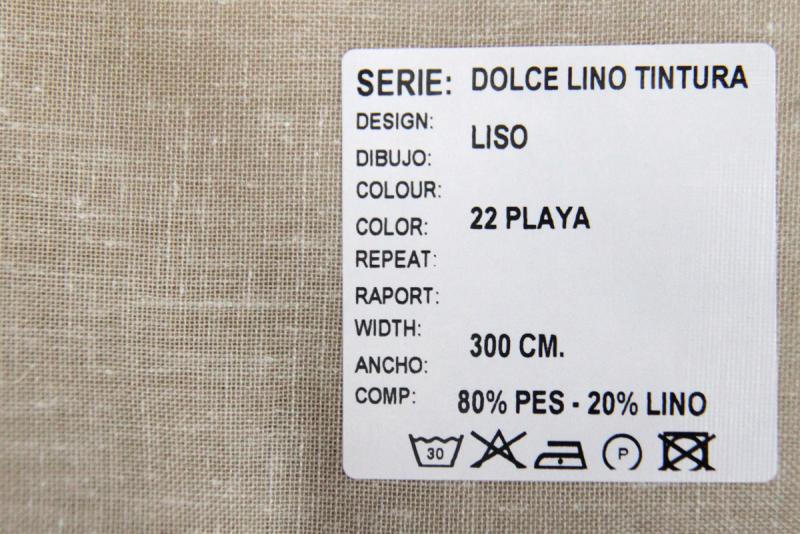 SERIE: DOLCE LINO TINTURA
DESIGN:
LISO
DIBUJO:
COLOUR:
22 PLAYA
COLOR:
REPEAT:
RAPORT:
WIDTH:
300 CM.
ANCHO:
COMP: 80% PES - 20% LINO
30 P